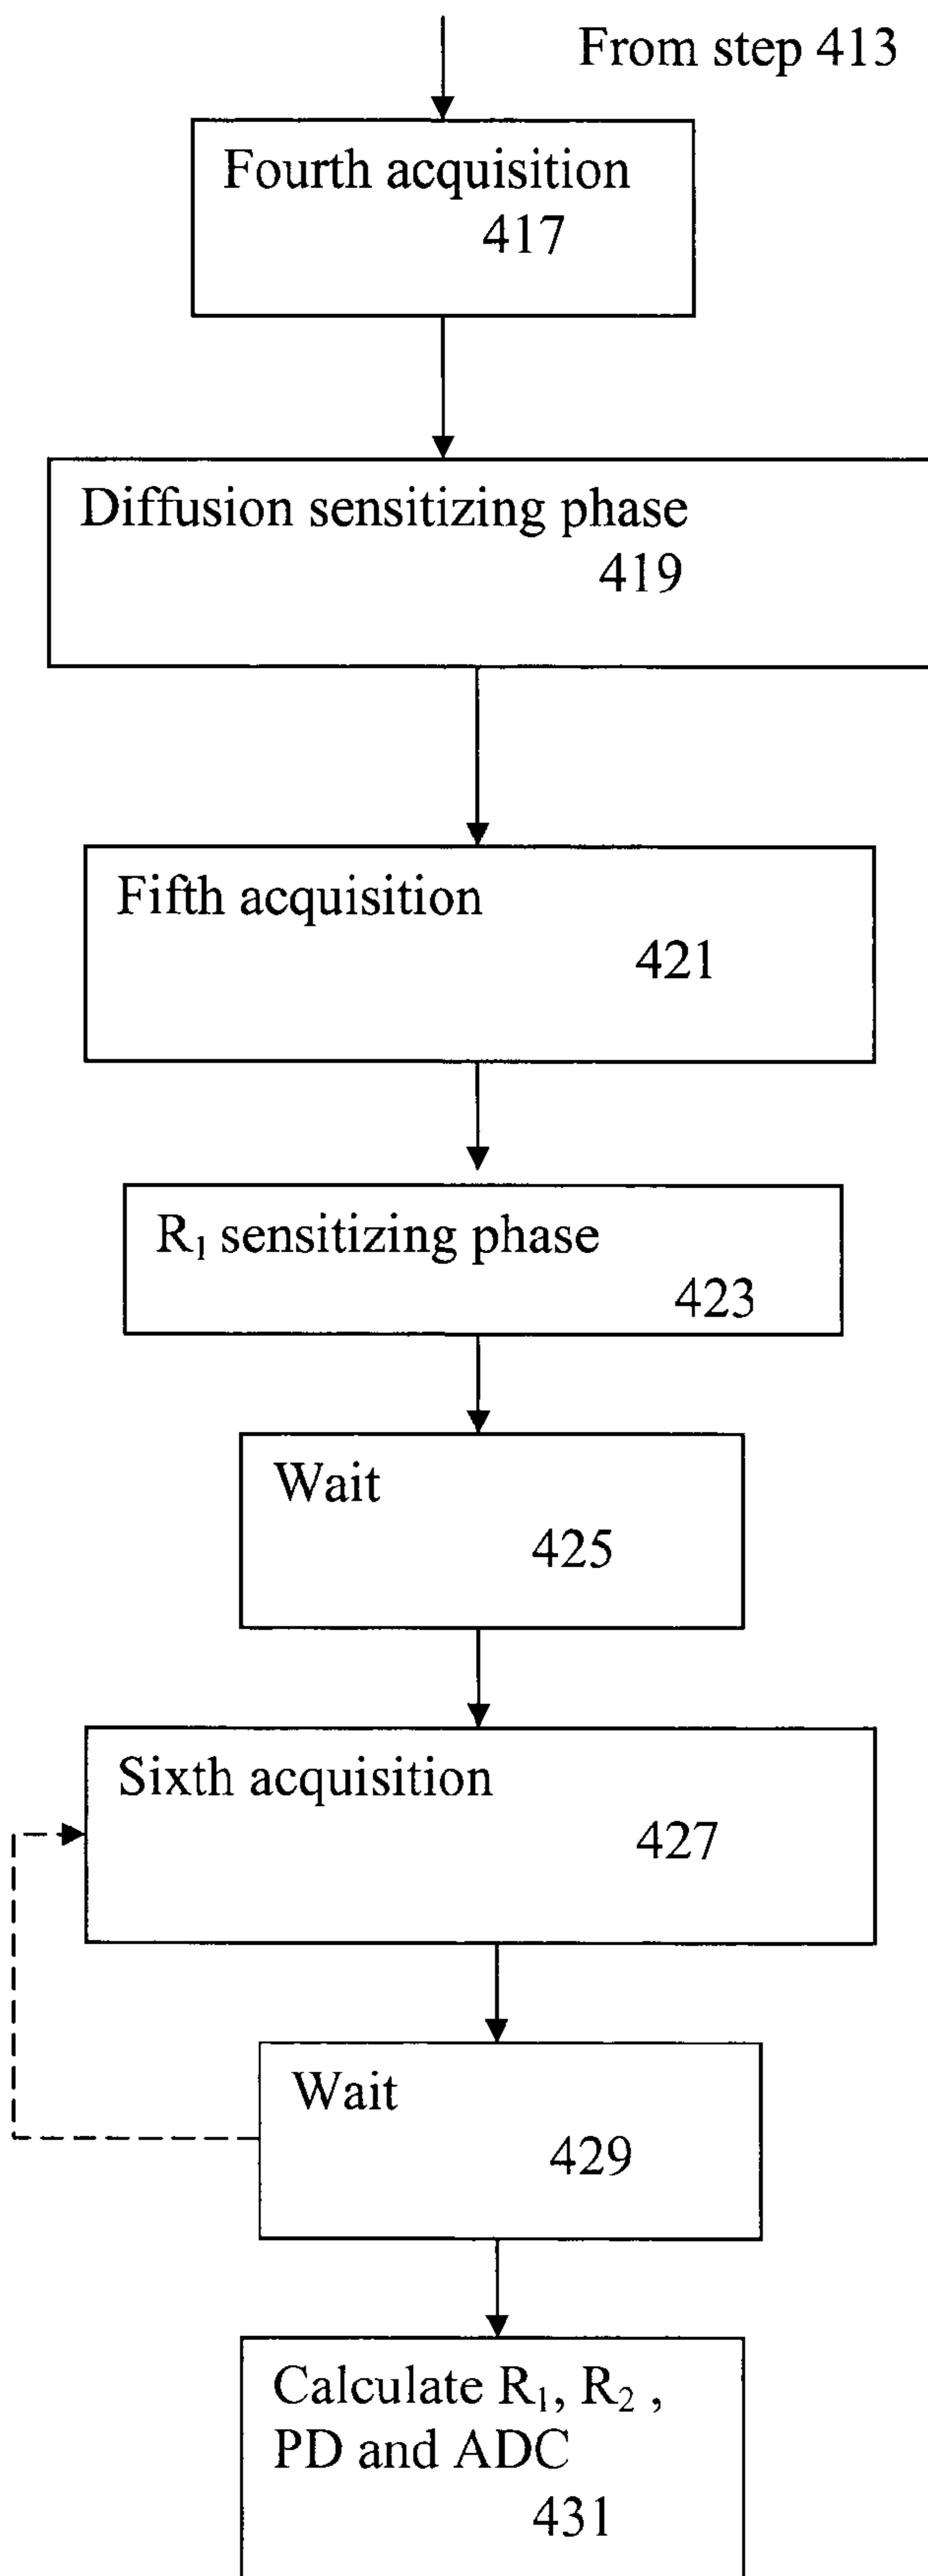 From step 413
Fourth acquisition
417
Diffusion sensitizing phase
419
Fifth acquisition
421
R₁ sensitizing phase
423
Wait
425
Sixth acquisition
427
Wait
429
Calculate R₁, R₂ ,
PD and ADC
431